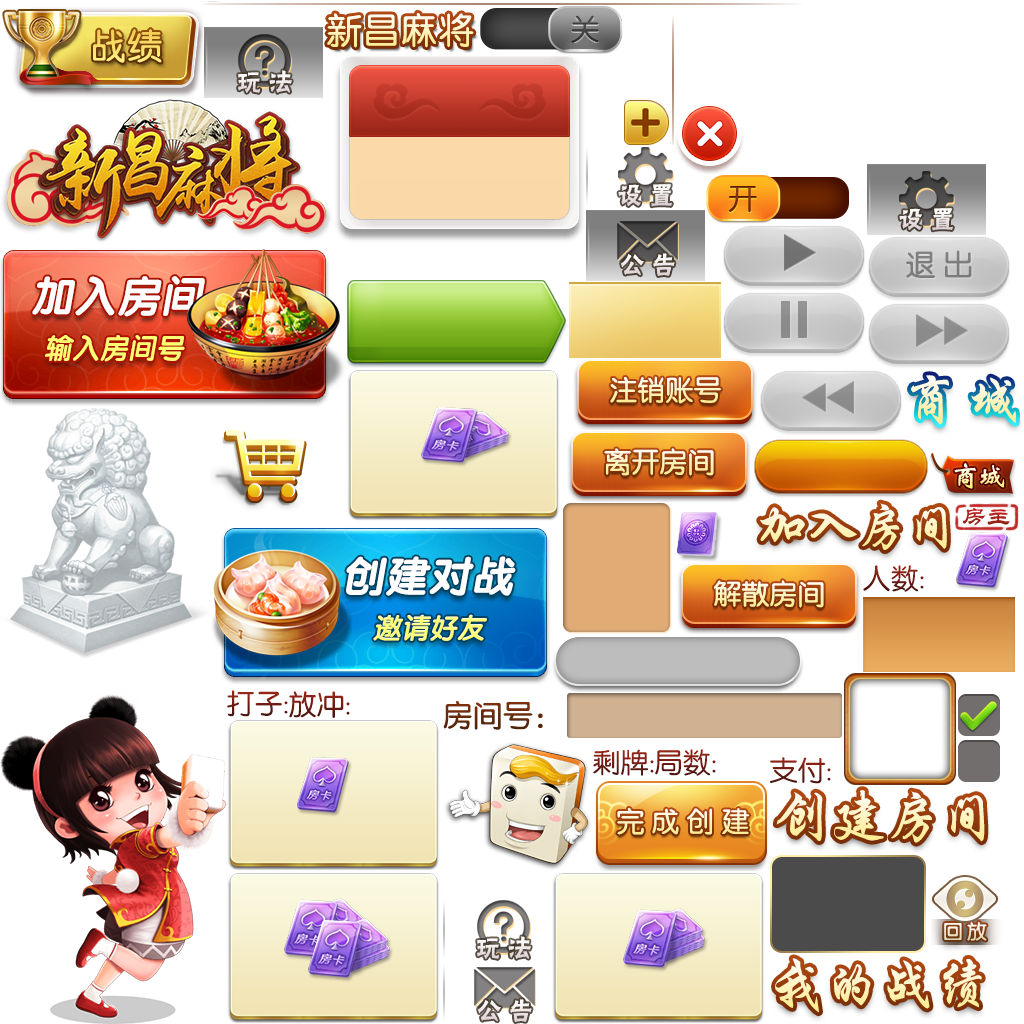 战绩
玩法
新昌麻将
关
新昌麻将
设置
开
设置
公告
退出
加入房间
输入房间号
注销账号
商城
房卡
离开房间
商城
加入房间
房主
房卡
创建对战
邀请好友
解散房间
人数:
打子:放冲:
房间号:
剩牌:局数:
支付:
房卡
完成创建
创建房间
房卡
房卡
玩法
房卡
回放
公告
我的战绩